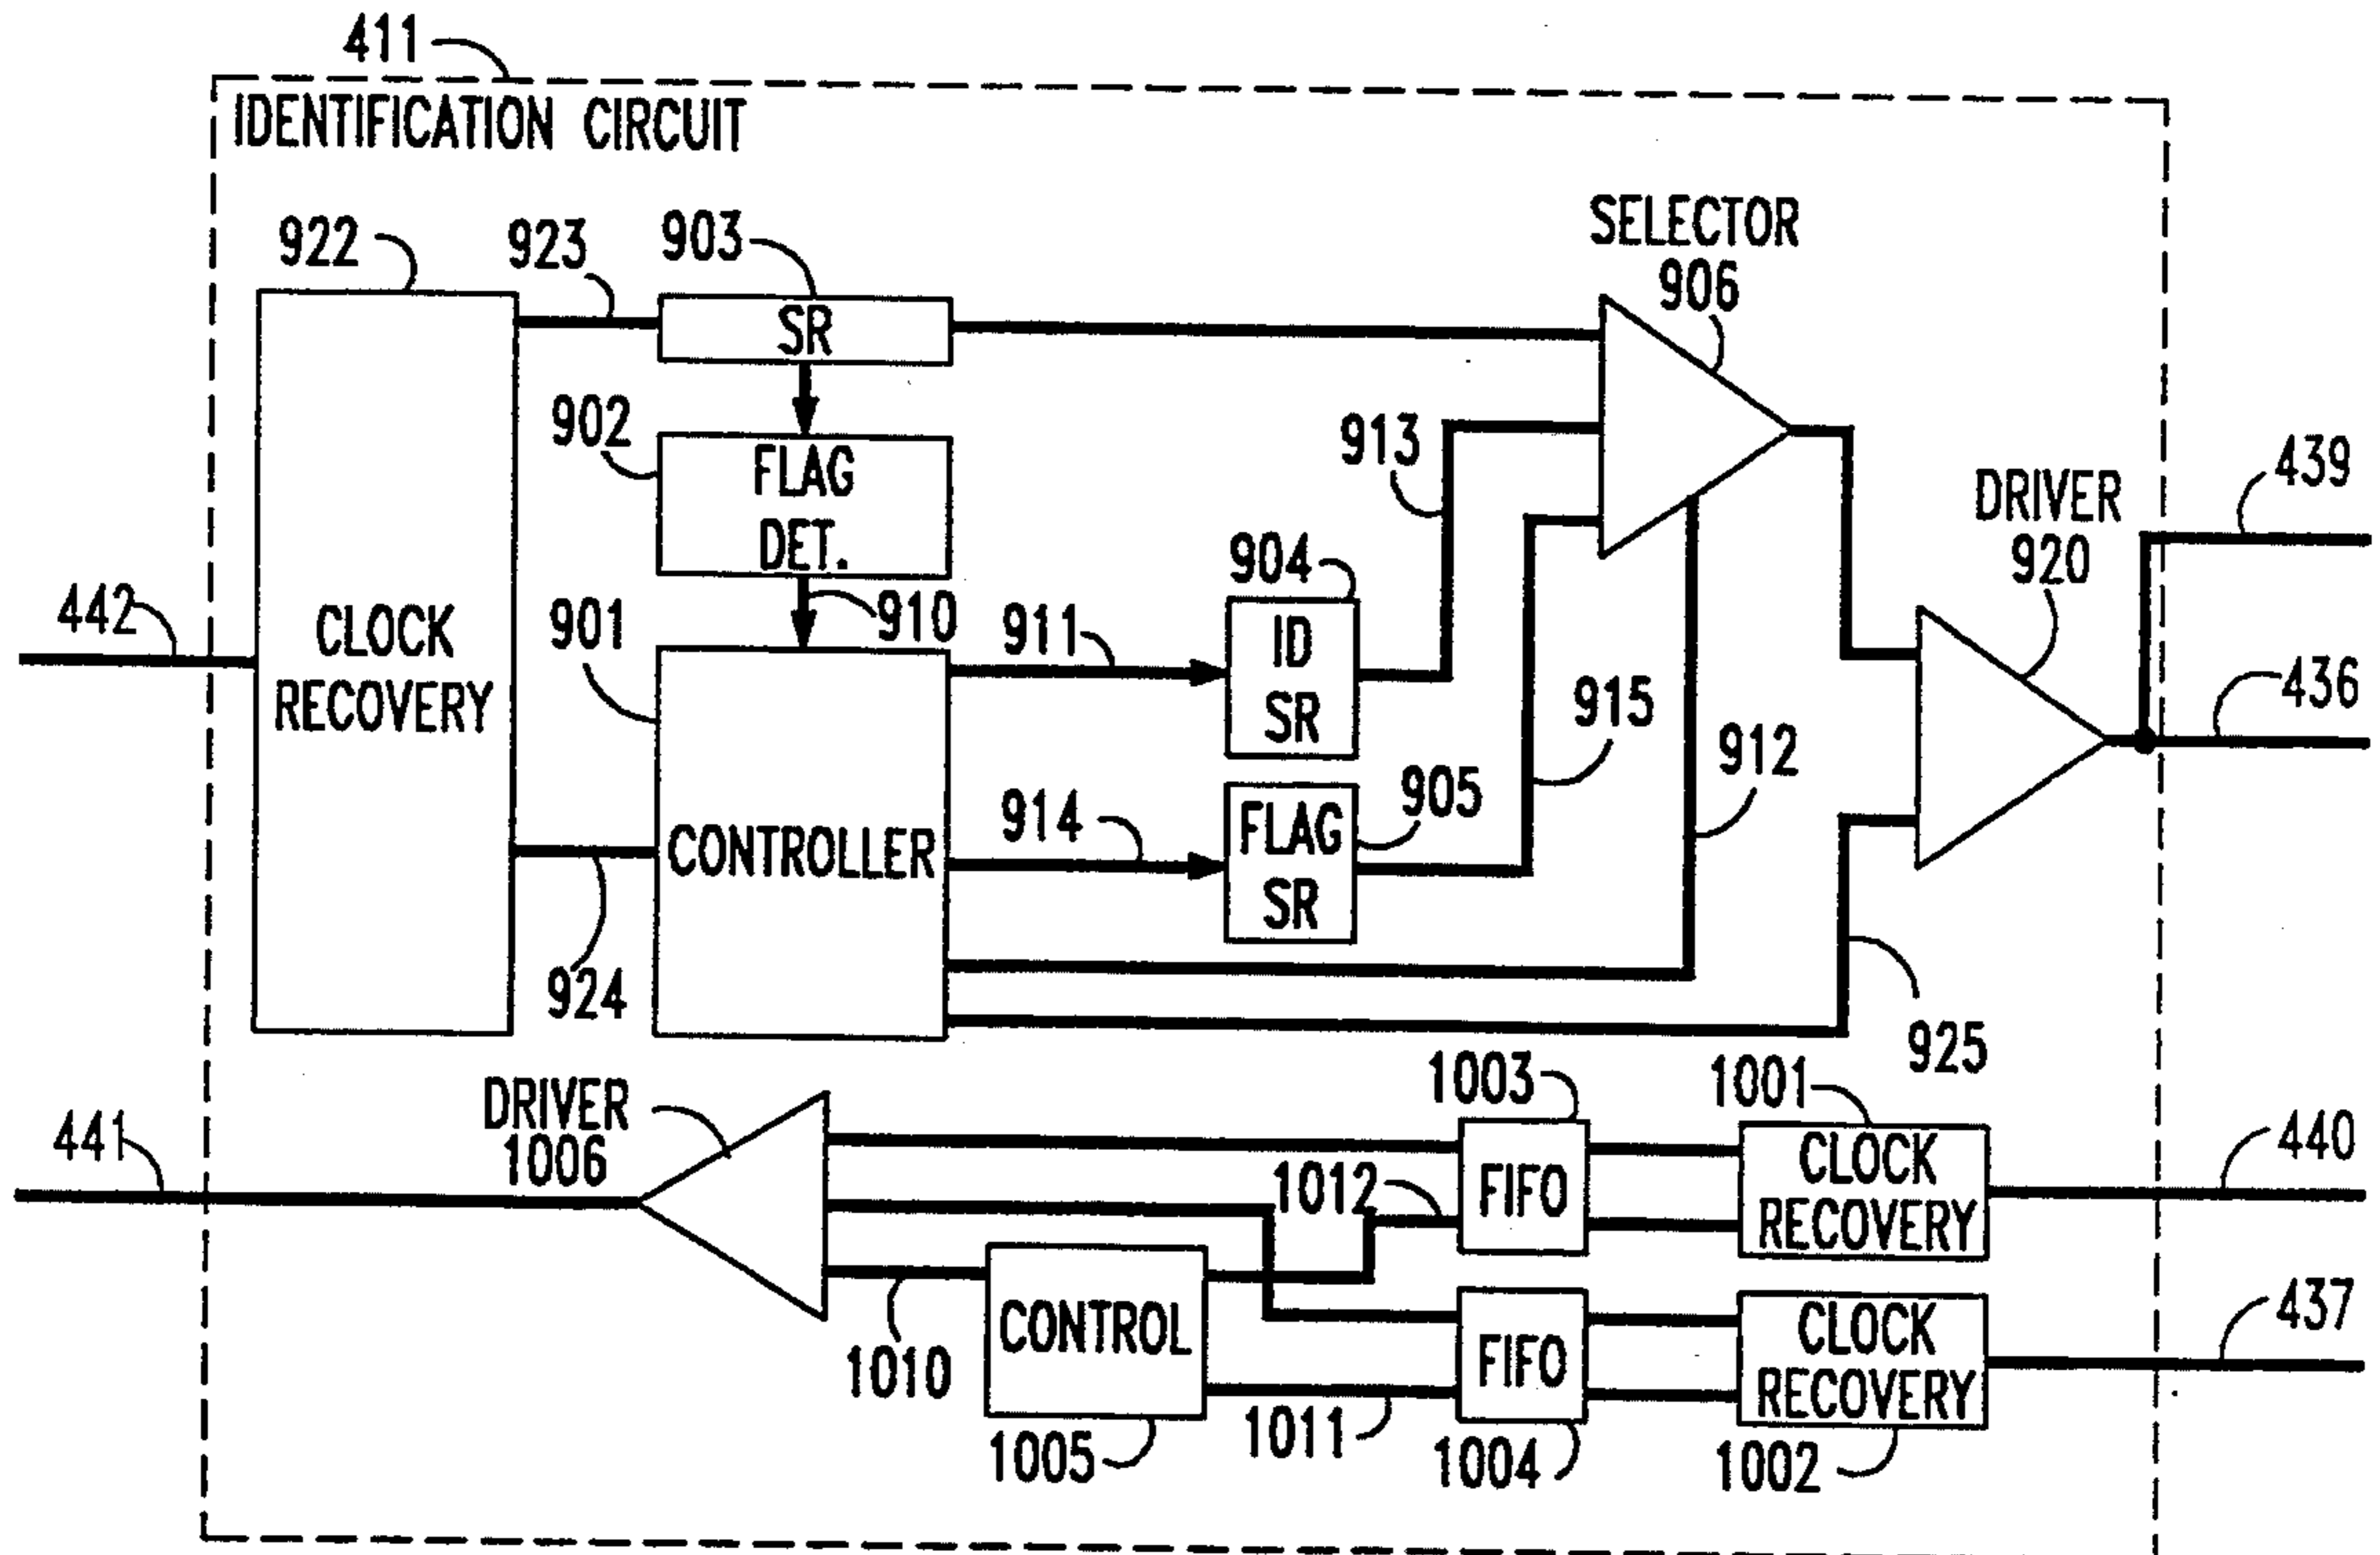 411
IDENTIFICATION CIRCUIT
922
923
903
SELECTOR
906
SR
902
FLAG
DET.
913
439
DRIVER
920
904
442
CLOCK
RECOVERY
901
910
911
ID
SR
915
912
436
CONTROLLER
914
FLAG
SR
905
924
925
441
DRIVER
1006
1003
1001
440
1012
FIFO
CLOCK
RECOVERY
1010
CONTROL
1005
1011
FIFO
1004
CLOCK
RECOVERY
1002
437